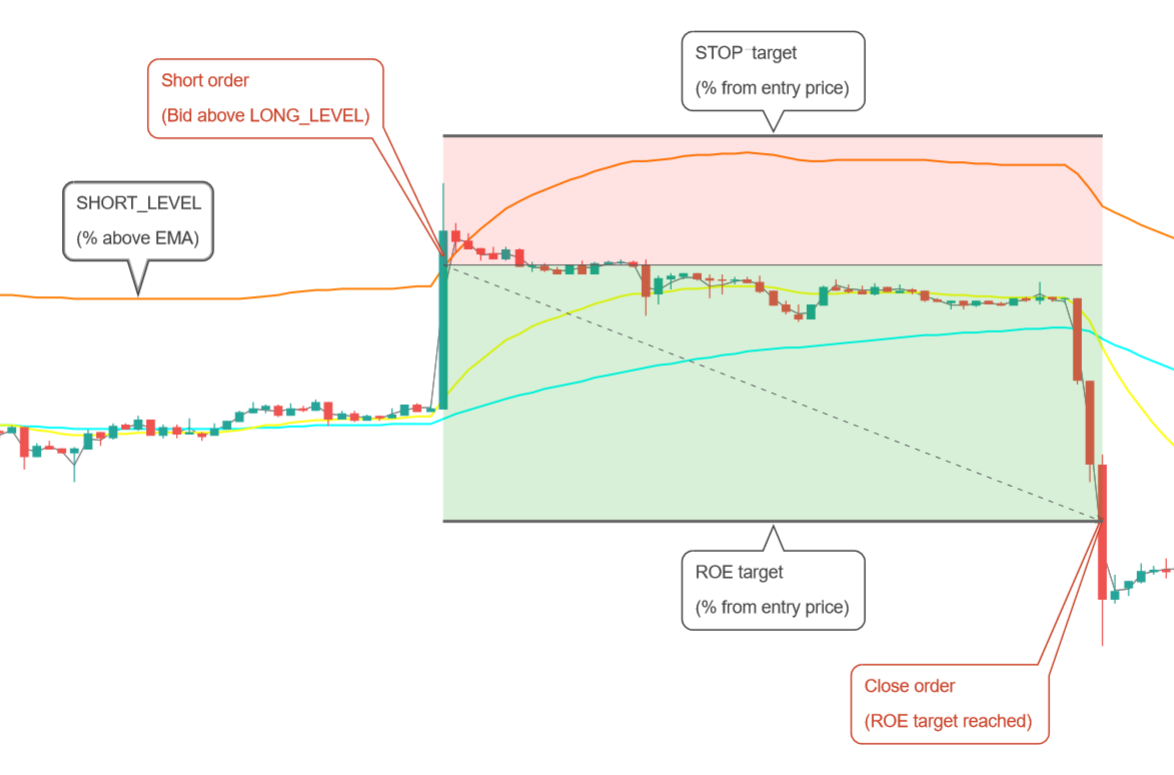 STOP target
(% from entry price)
Short order
(Bid above LONG_LEVEL)
SHORT_LEVEL
(% above EMA)
ROE target
(% from entry price)
Close order
(ROE target reached)